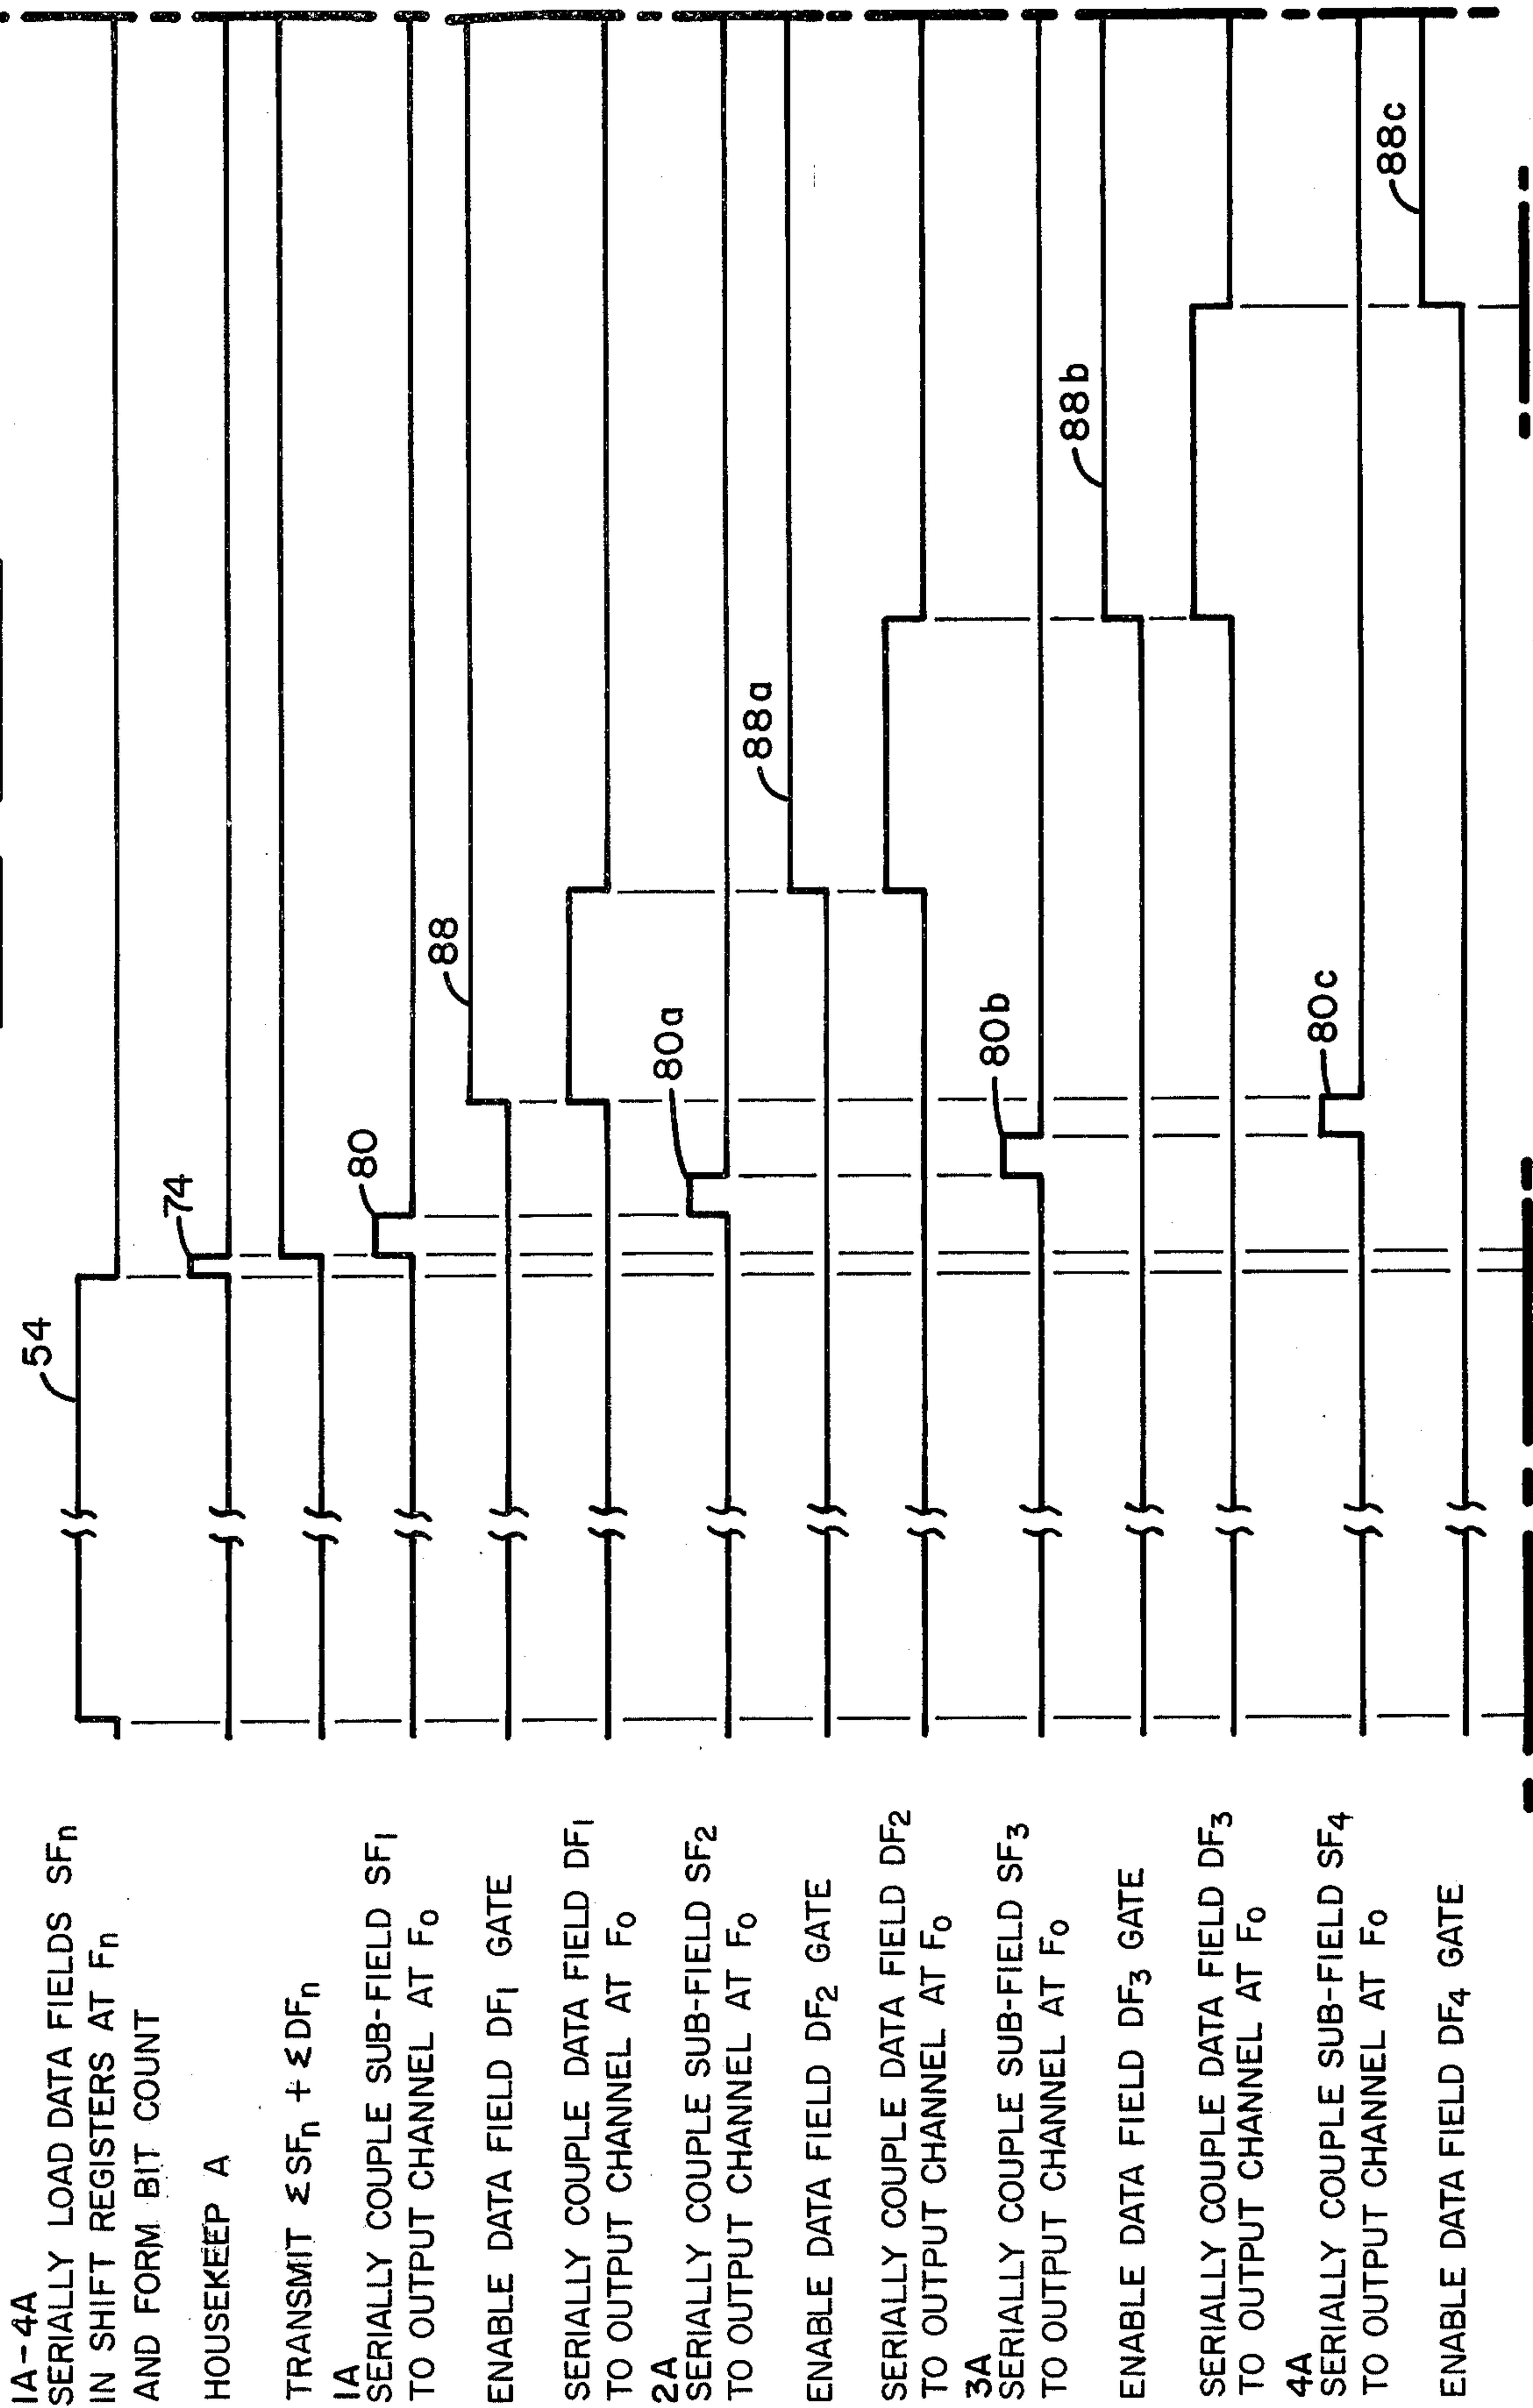 1A-4A
SERIALLY LOAD DATA FIELDS SFn
IN SHIFT REGISTERS AT Fn
AND FORM BIT COUNT
HOUSEKEEP A
TRANSMIT ΣSFn + ΣDFn
1A
SERIALLY COUPLE SUB-FIELD SF1
TO OUTPUT CHANNEL AT F0
ENABLE DATA FIELD DF1 GATE
SERIALLY COUPLE DATA FIELD DF1
TO OUTPUT CHANNEL AT F0
2A
SERIALLY COUPLE SUB-FIELD SF2
TO OUTPUT CHANNEL AT F0
ENABLE DATA FIELD DF2 GATE
SERIALLY COUPLE DATA FIELD DF2
TO OUTPUT CHANNEL AT F0
3A
SERIALLY COUPLE SUB-FIELD SF3
TO OUTPUT CHANNEL AT F0
ENABLE DATA FIELD DF3 GATE
SERIALLY COUPLE DATA FIELD DF3
TO OUTPUT CHANNEL AT F0
4A
SERIALLY COUPLE SUB-FIELD SF4
TO OUTPUT CHANNEL AT F0
ENABLE DATA FIELD DF4 GATE
54
74
80
88
80a
88a
80b
88b
80c
88c